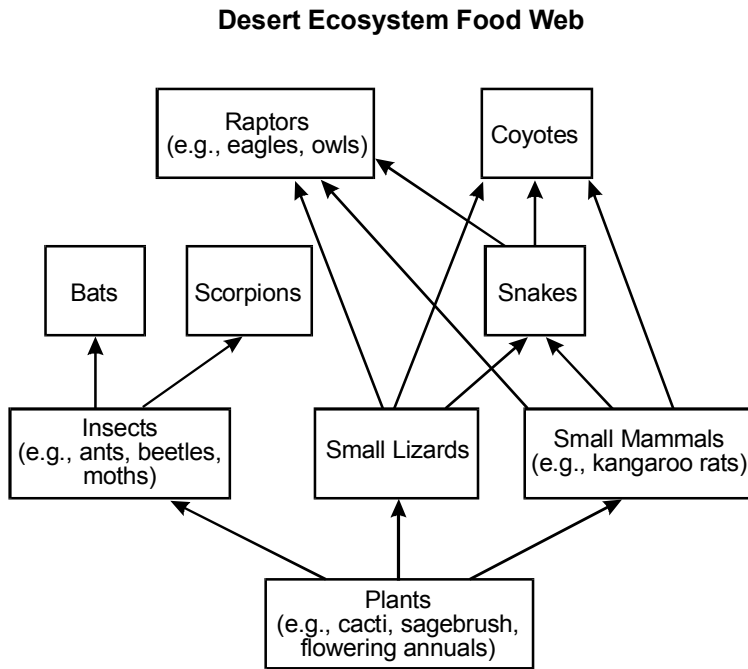 Desert Ecosystem Food Web
Raptors
(e.g., eagles, owls)
Coyotes
Bats
Scorpions
Snakes
Insects
(e.g., ants, beetles,
moths)
Small Lizards
Small Mammals
(e.g., kangaroo rats)
Plants
(e.g., cacti, sagebrush,
flowering annuals)